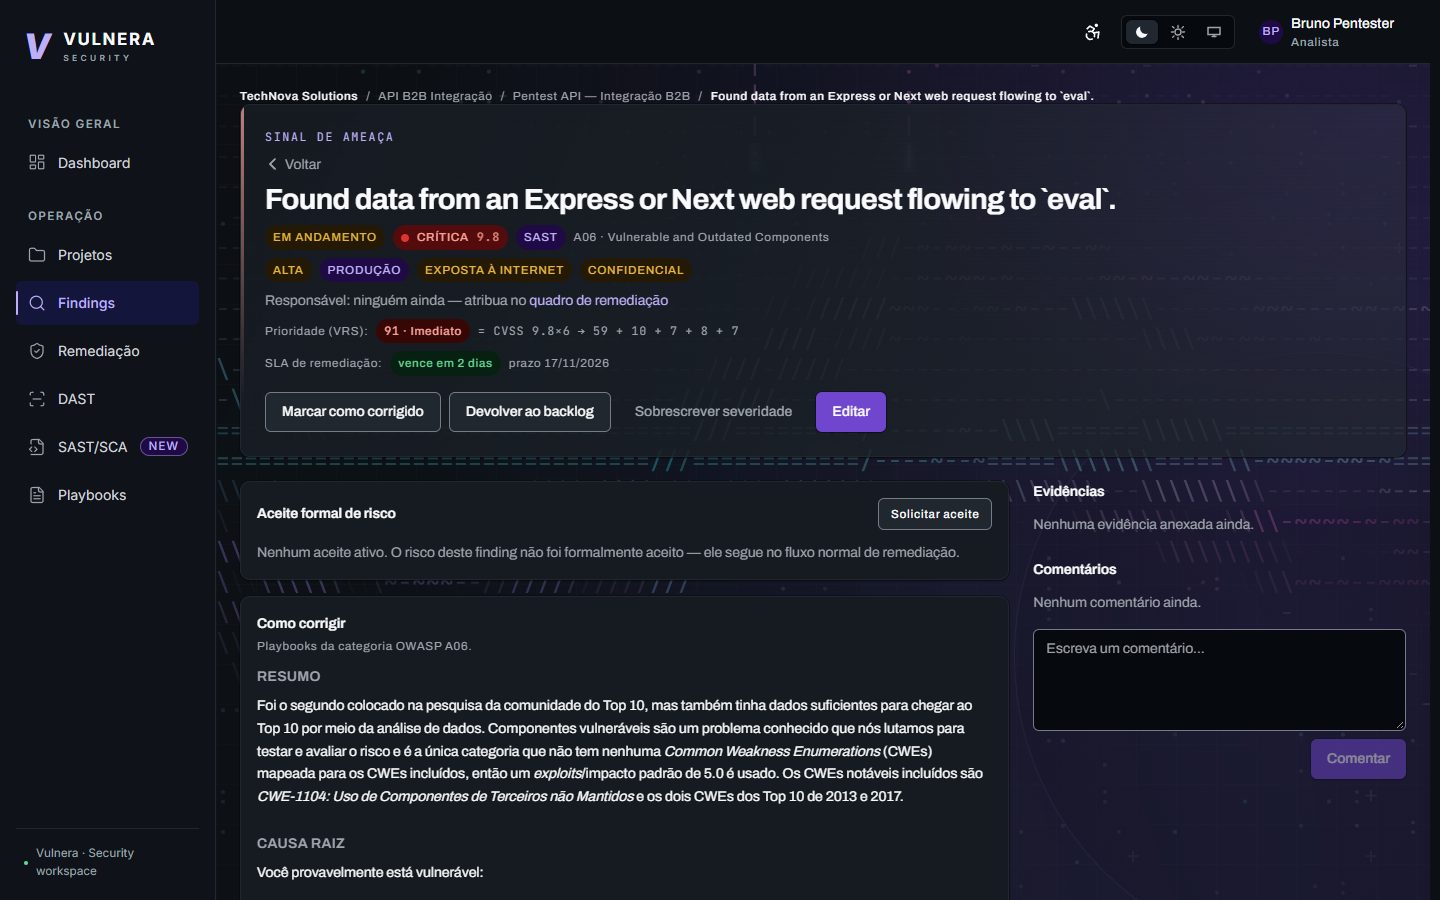 VULNERA
SECURITY
VISÃO GERAL
Dashboard
OPERAÇÃO
Projetos
Findings
Remediação
DAST
SAST/SCA NEW
Playbooks
Vulnera · Security
workspace
BP
Bruno Pentester
Analista
TechNova Solutions / API B2B Integração / Pentest API — Integração B2B / Found data from an Express or Next web request flowing to `eval`.
SINAL DE AMEAÇA
Voltar
Found data from an Express or Next web request flowing to `eval`.
EM ANDAMENTO CRÍTICA 9.8 SAST A06 · Vulnerable and Outdated Components
ALTA PRODUÇÃO EXPOSTA À INTERNET CONFIDENCIAL
Responsável: ninguém ainda — atribua no quadro de remediação
Prioridade (VRS): 91 · Imediato = CVSS 9.8×6 → 59 + 10 + 7 + 8 + 7
SLA de remediação: vence em 2 dias prazo 17/11/2026
Marcar como corrigido Devolver ao backlog Sobrescrever severidade Editar
Aceite formal de risco
Solicitar aceite
Nenhum aceite ativo. O risco deste finding não foi formalmente aceito — ele segue no fluxo normal de remediação.
Como corrigir
Playbooks da categoria OWASP A06.
RESUMO
Foi o segundo colocado na pesquisa da comunidade do Top 10, mas também tinha dados suficientes para chegar ao
Top 10 por meio da análise de dados. Componentes vulneráveis são um problema conhecido que nós lutamos para
testar e avaliar o risco e é a única categoria que não tem nenhuma Common Weakness Enumerations (CWEs)
mapeada para os CWEs incluídos, então um exploits/impacto padrão de 5.0 é usado. Os CWEs notáveis incluídos são
CWE-1104: Uso de Componentes de Terceiros não Mantidos e os dois CWEs dos Top 10 de 2013 e 2017.
CAUSA RAIZ
Você provavelmente está vulnerável:
Evidências
Nenhuma evidência anexada ainda.
Comentários
Nenhum comentário ainda.
Escreva um comentário...
Comentar